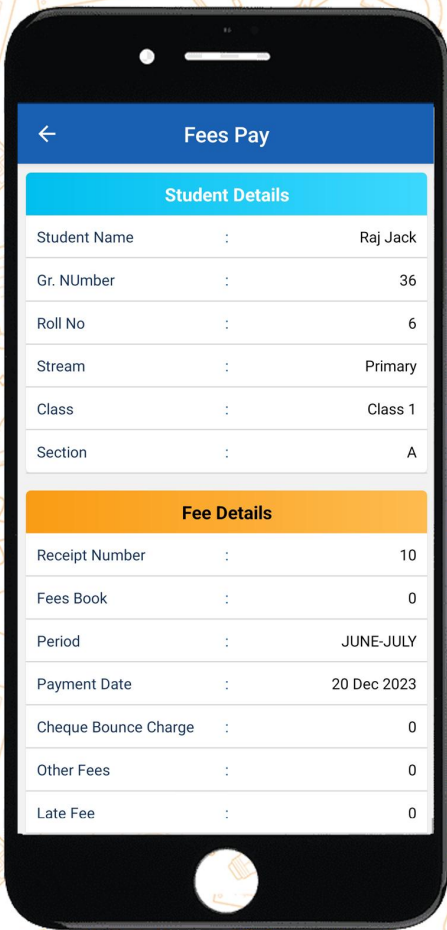 Fees Pay
Student Details
Student Name : Raj Jack
Gr. NUmber : 36
Roll No : 6
Stream : Primary
Class : Class 1
Section : A
Fee Details
Receipt Number : 10
Fees Book : 0
Period : JUNE-JULY
Payment Date : 20 Dec 2023
Cheque Bounce Charge : 0
Other Fees : 0
Late Fee : 0